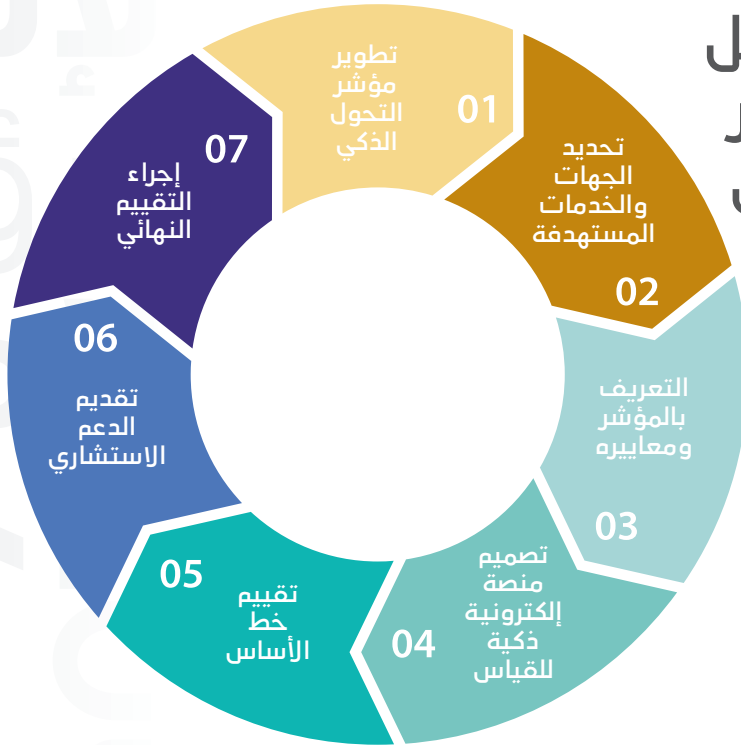 01
تطوير
مؤشر
التحول
الذكي
02
تحديد
الجهات
والخدمات
المستهدفة
03
التعريف
بالمؤشر
ومعاييره
04
تصميم
منصة
إلكترونية
ذكية
للقياس
05
تقييم
خط
الأساس
06
تقديم
الدعم
الاستشاري
07
إجراء
التقييم
النهائي